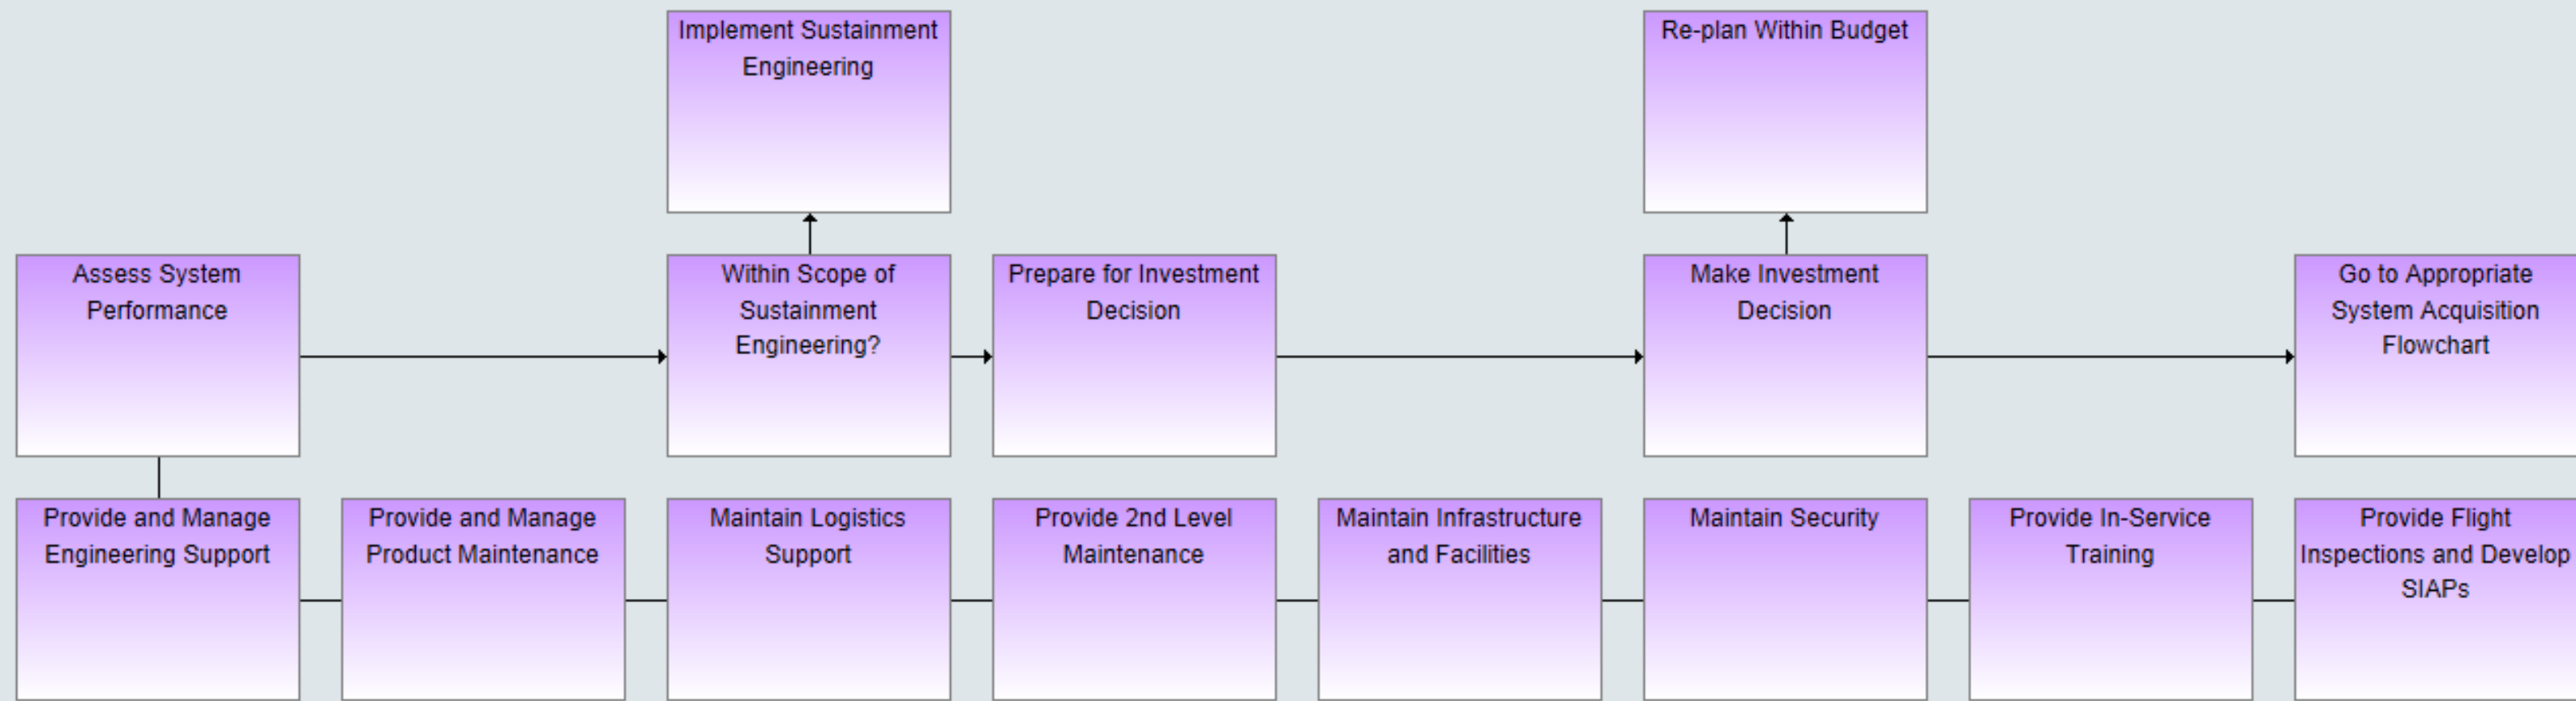 Implement Sustainment
Engineering
Re-plan Within Budget
Assess System
Performance
Within Scope of
Sustainment
Engineering?
Prepare for Investment
Decision
Make Investment
Decision
Go to Appropriate
System Acquisition
Flowchart
Provide and Manage
Engineering Support
Provide and Manage
Product Maintenance
Maintain Logistics
Support
Provide 2nd Level
Maintenance
Maintain Infrastructure
and Facilities
Maintain Security
Provide In-Service
Training
Provide Flight
Inspections and Develop
SIAPs